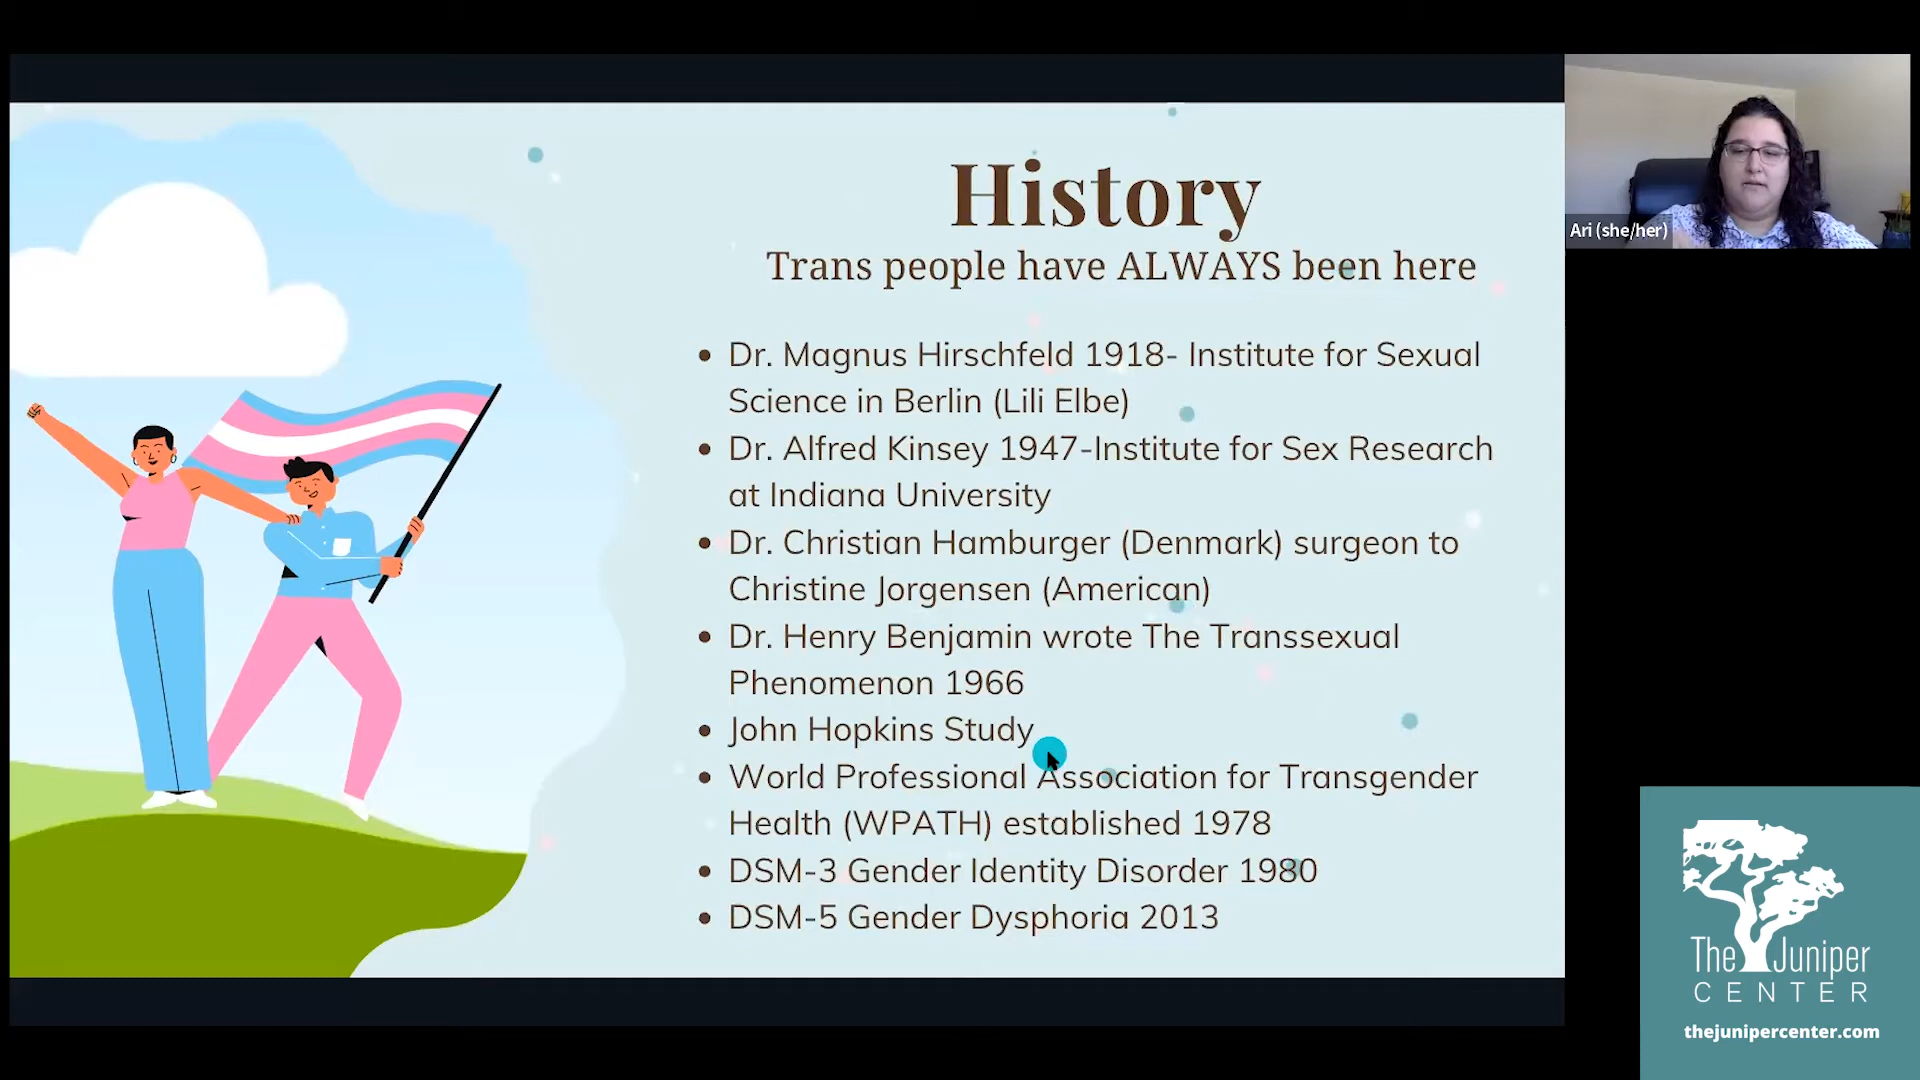 History
Trans people have ALWAYS been here
• Dr. Magnus Hirschfeld 1918- Institute for Sexual
Science in Berlin (Lili Elbe)
• Dr. Alfred Kinsey 1947-Institute for Sex Research
at Indiana University
• Dr. Christian Hamburger (Denmark) surgeon to
Christine Jorgensen (American)
• Dr. Henry Benjamin wrote The Transsexual
Phenomenon 1966
• John Hopkins Study
• World Professional Association for Transgender
Health (WPATH) established 1978
• DSM-3 Gender Identity Disorder 1980
• DSM-5 Gender Dysphoria 2013
Ari (she/her)
The Juniper
CENTER
thejunipercenter.com